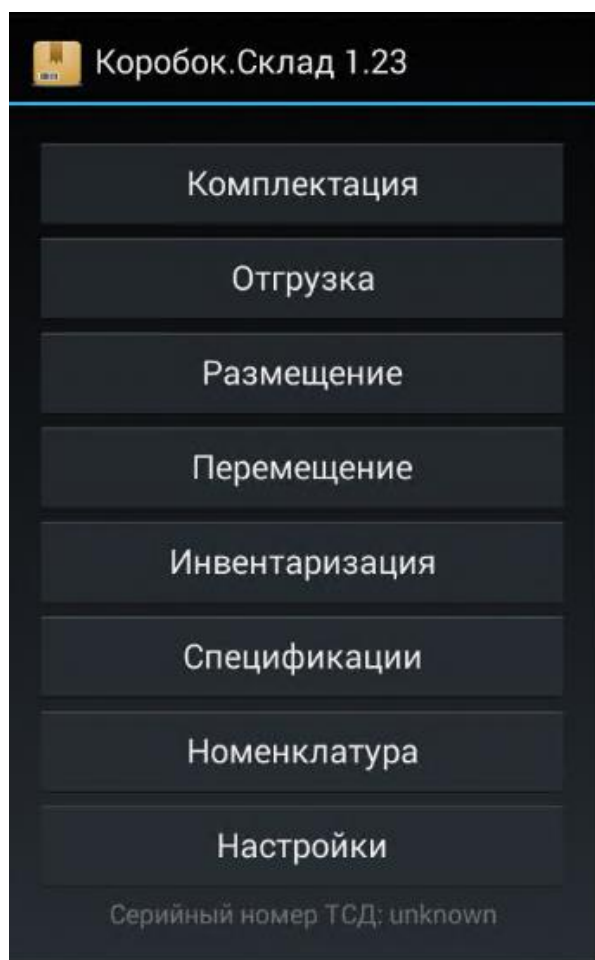 Коробок.Склад 1.23
Комплектация
Отгрузка
Размещение
Перемещение
Инвентаризация
Спецификации
Номенклатура
Настройки
Серийный номер ТСД: unknown